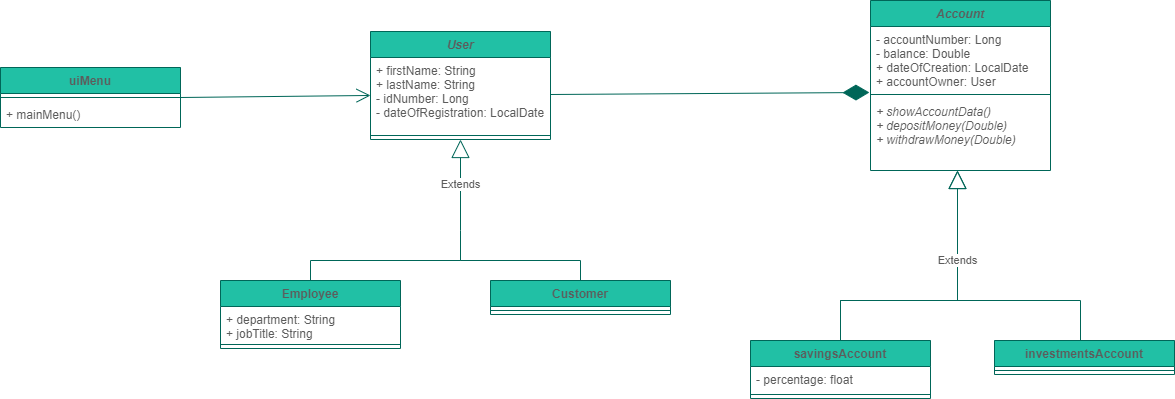 uiMenu
+ mainMenu()
User
+ firstName: String
+ lastName: String
- idNumber: Long
- dateOfRegistration: LocalDate
Account
- accountNumber: Long
- balance: Double
+ dateOfCreation: LocalDate
+ accountOwner: User
+ showAccountData()
+ depositMoney(Double)
+ withdrawMoney(Double)
Extends
Employee
+ department: String
+ jobTitle: String
Customer
Extends
savingsAccount
- percentage: float
investmentsAccount